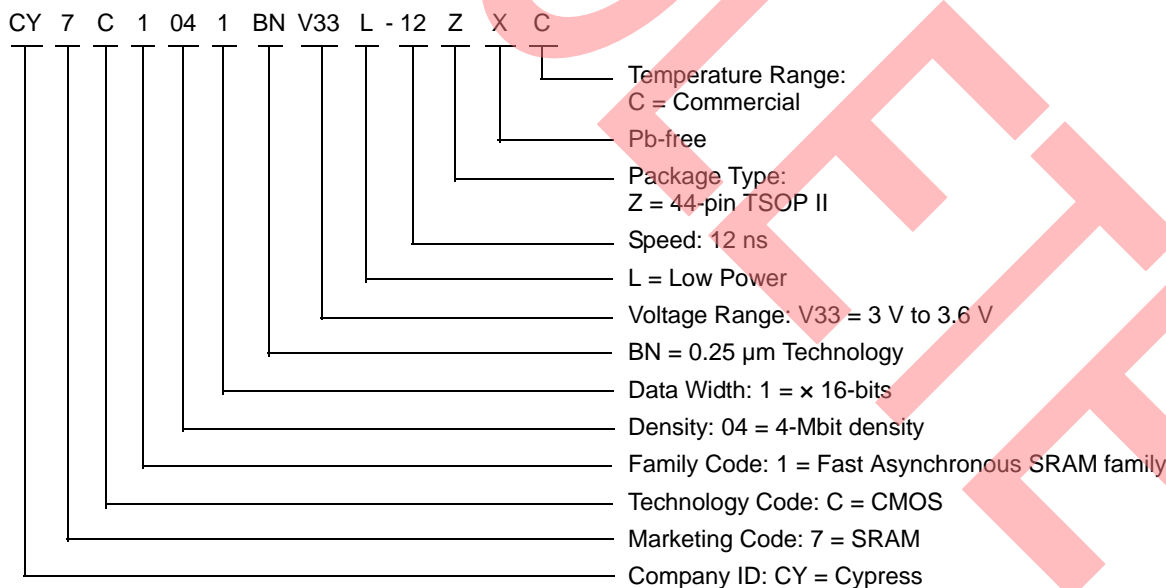 CY 7 C 1 04 1 BN V33 L - 12 Z X C
Temperature Range:
C = Commercial
Pb-free
Package Type:
Z = 44-pin TSOP II
Speed: 12 ns
L = Low Power
Voltage Range: V33 = 3 V to 3.6 V
BN = 0.25 µm Technology
Data Width: 1 = × 16-bits
Density: 04 = 4-Mbit density
Family Code: 1 = Fast Asynchronous SRAM family
Technology Code: C = CMOS
Marketing Code: 7 = SRAM
Company ID: CY = Cypress